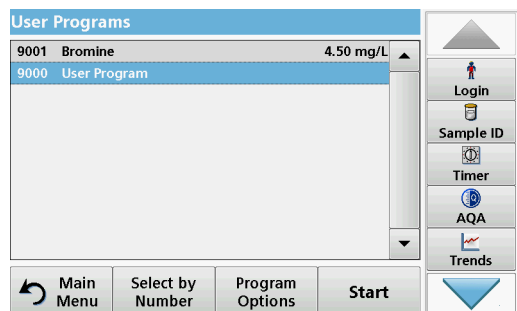 User Programs
9001 Bromine 4.50 mg/L
9000 User Program
Login
Sample ID
Timer
AQA
Trends
Main Menu
Select by Number
Program Options
Start